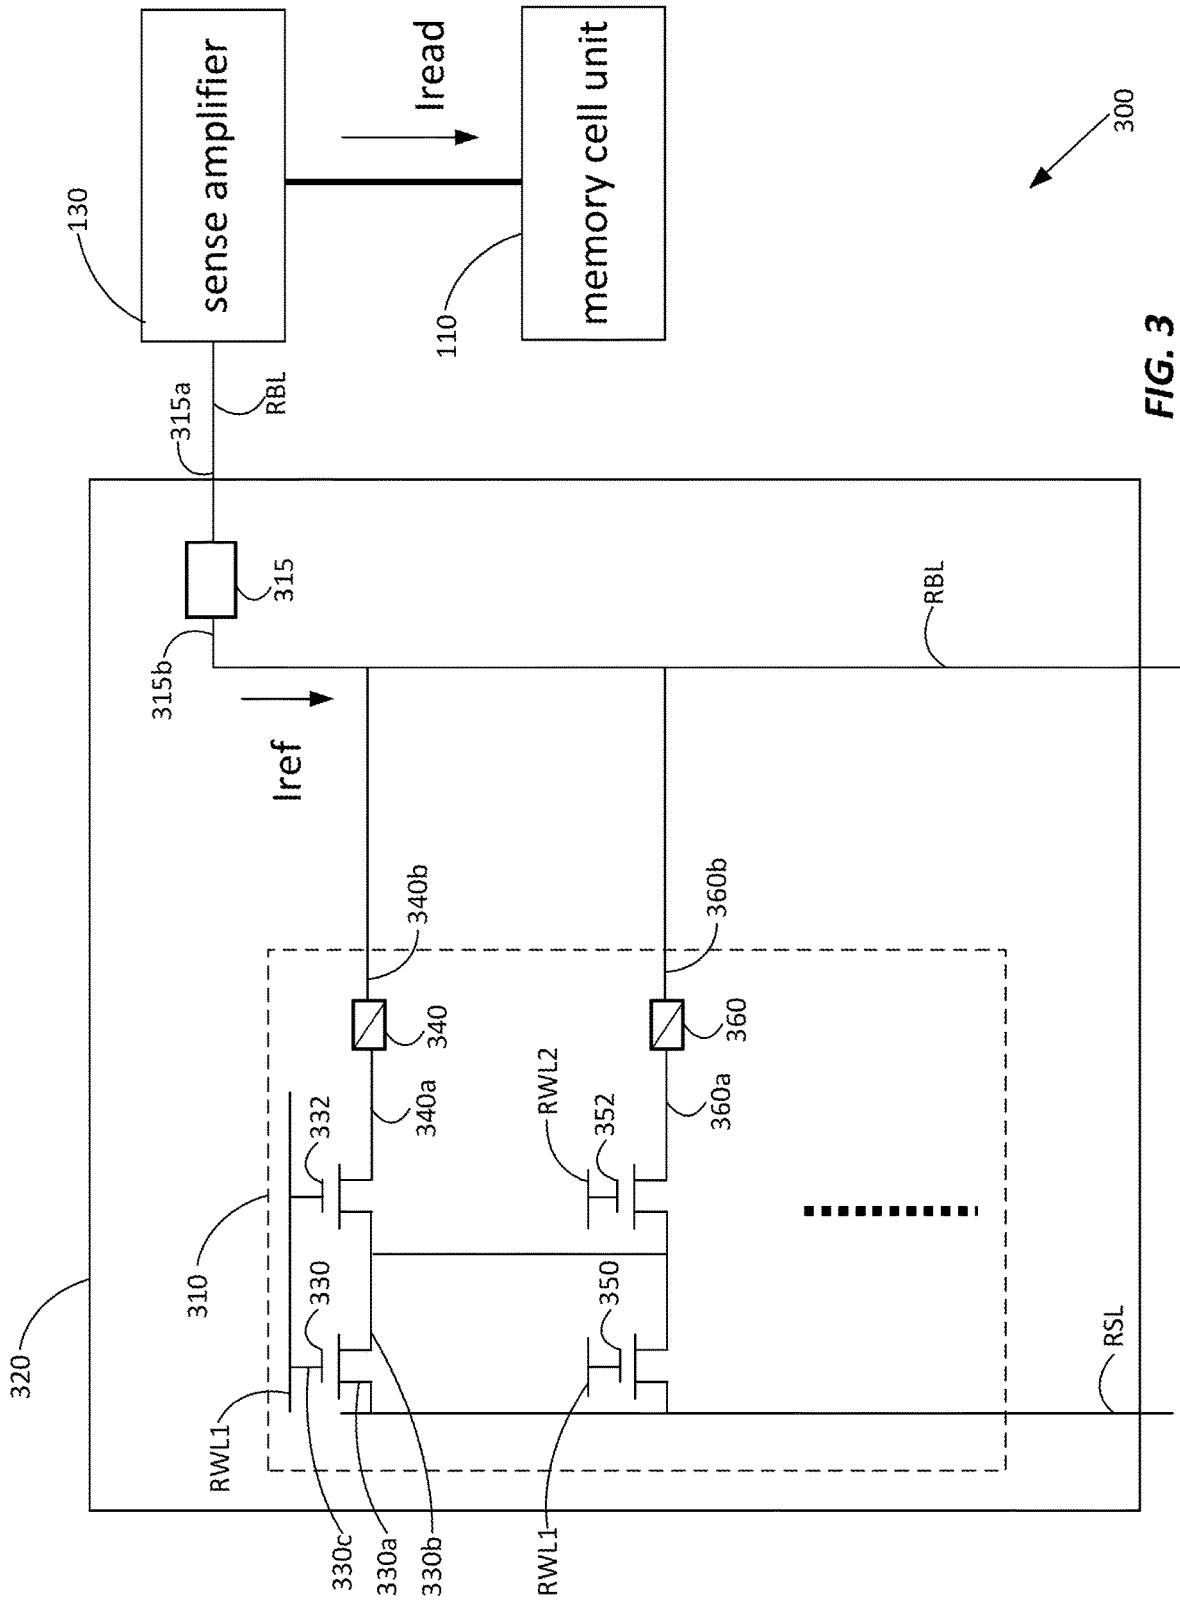 320
310
RWL1
330c
330a
330b
330
332
340a
340
340b
Iref
315b
315
315a
RBL
130
sense amplifier
Iread
110
memory cell unit
RWL1
350
RWL2
352
360a
360
360b
RBL
RSL
300
FIG. 3